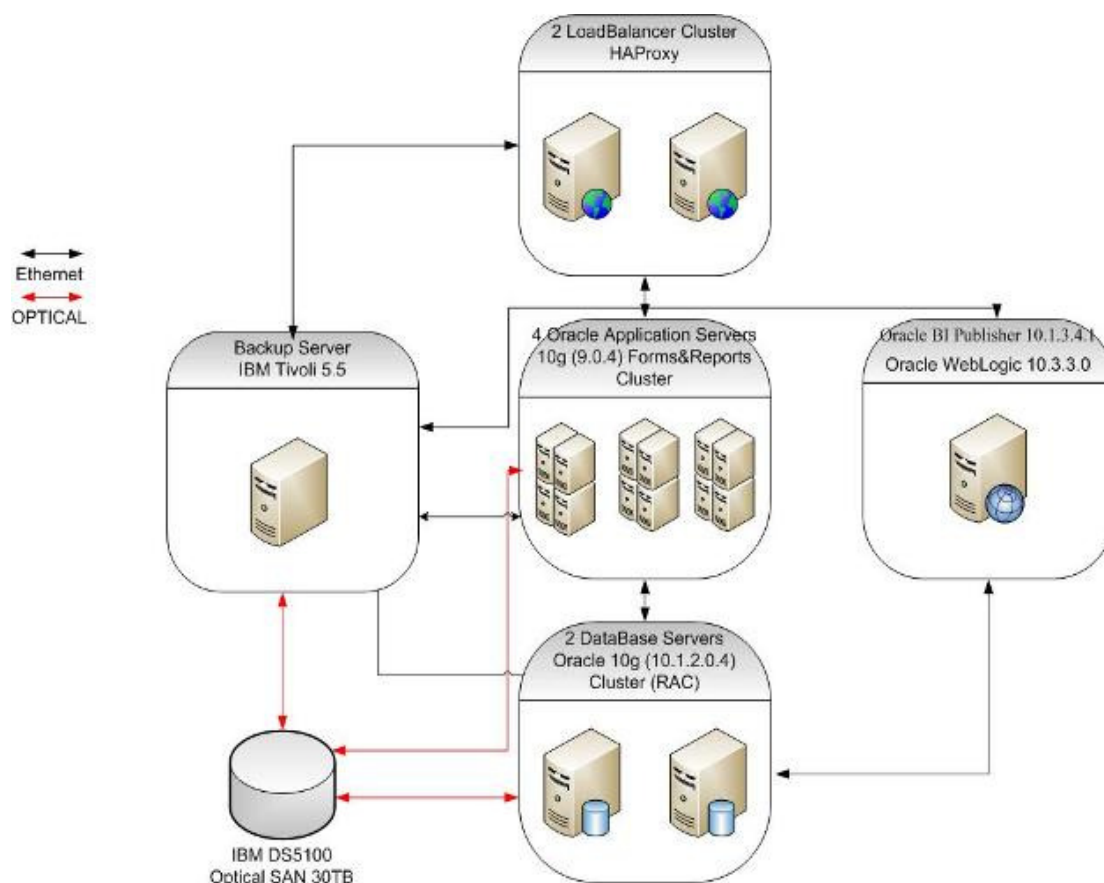 2 LoadBalancer Cluster
HAProxy
Ethernet
OPTICAL
Backup Server
IBM Tivoli 5.5
4 Oracle Application Servers
10g (9.0.4) Forms&Reports
Cluster
Oracle BI Publisher 10.1.3.4.1
Oracle WebLogic 10.3.3.0
2 DataBase Servers
Oracle 10g (10.1.2.0.4)
Cluster (RAC)
IBM DS5100
Optical SAN 30TB